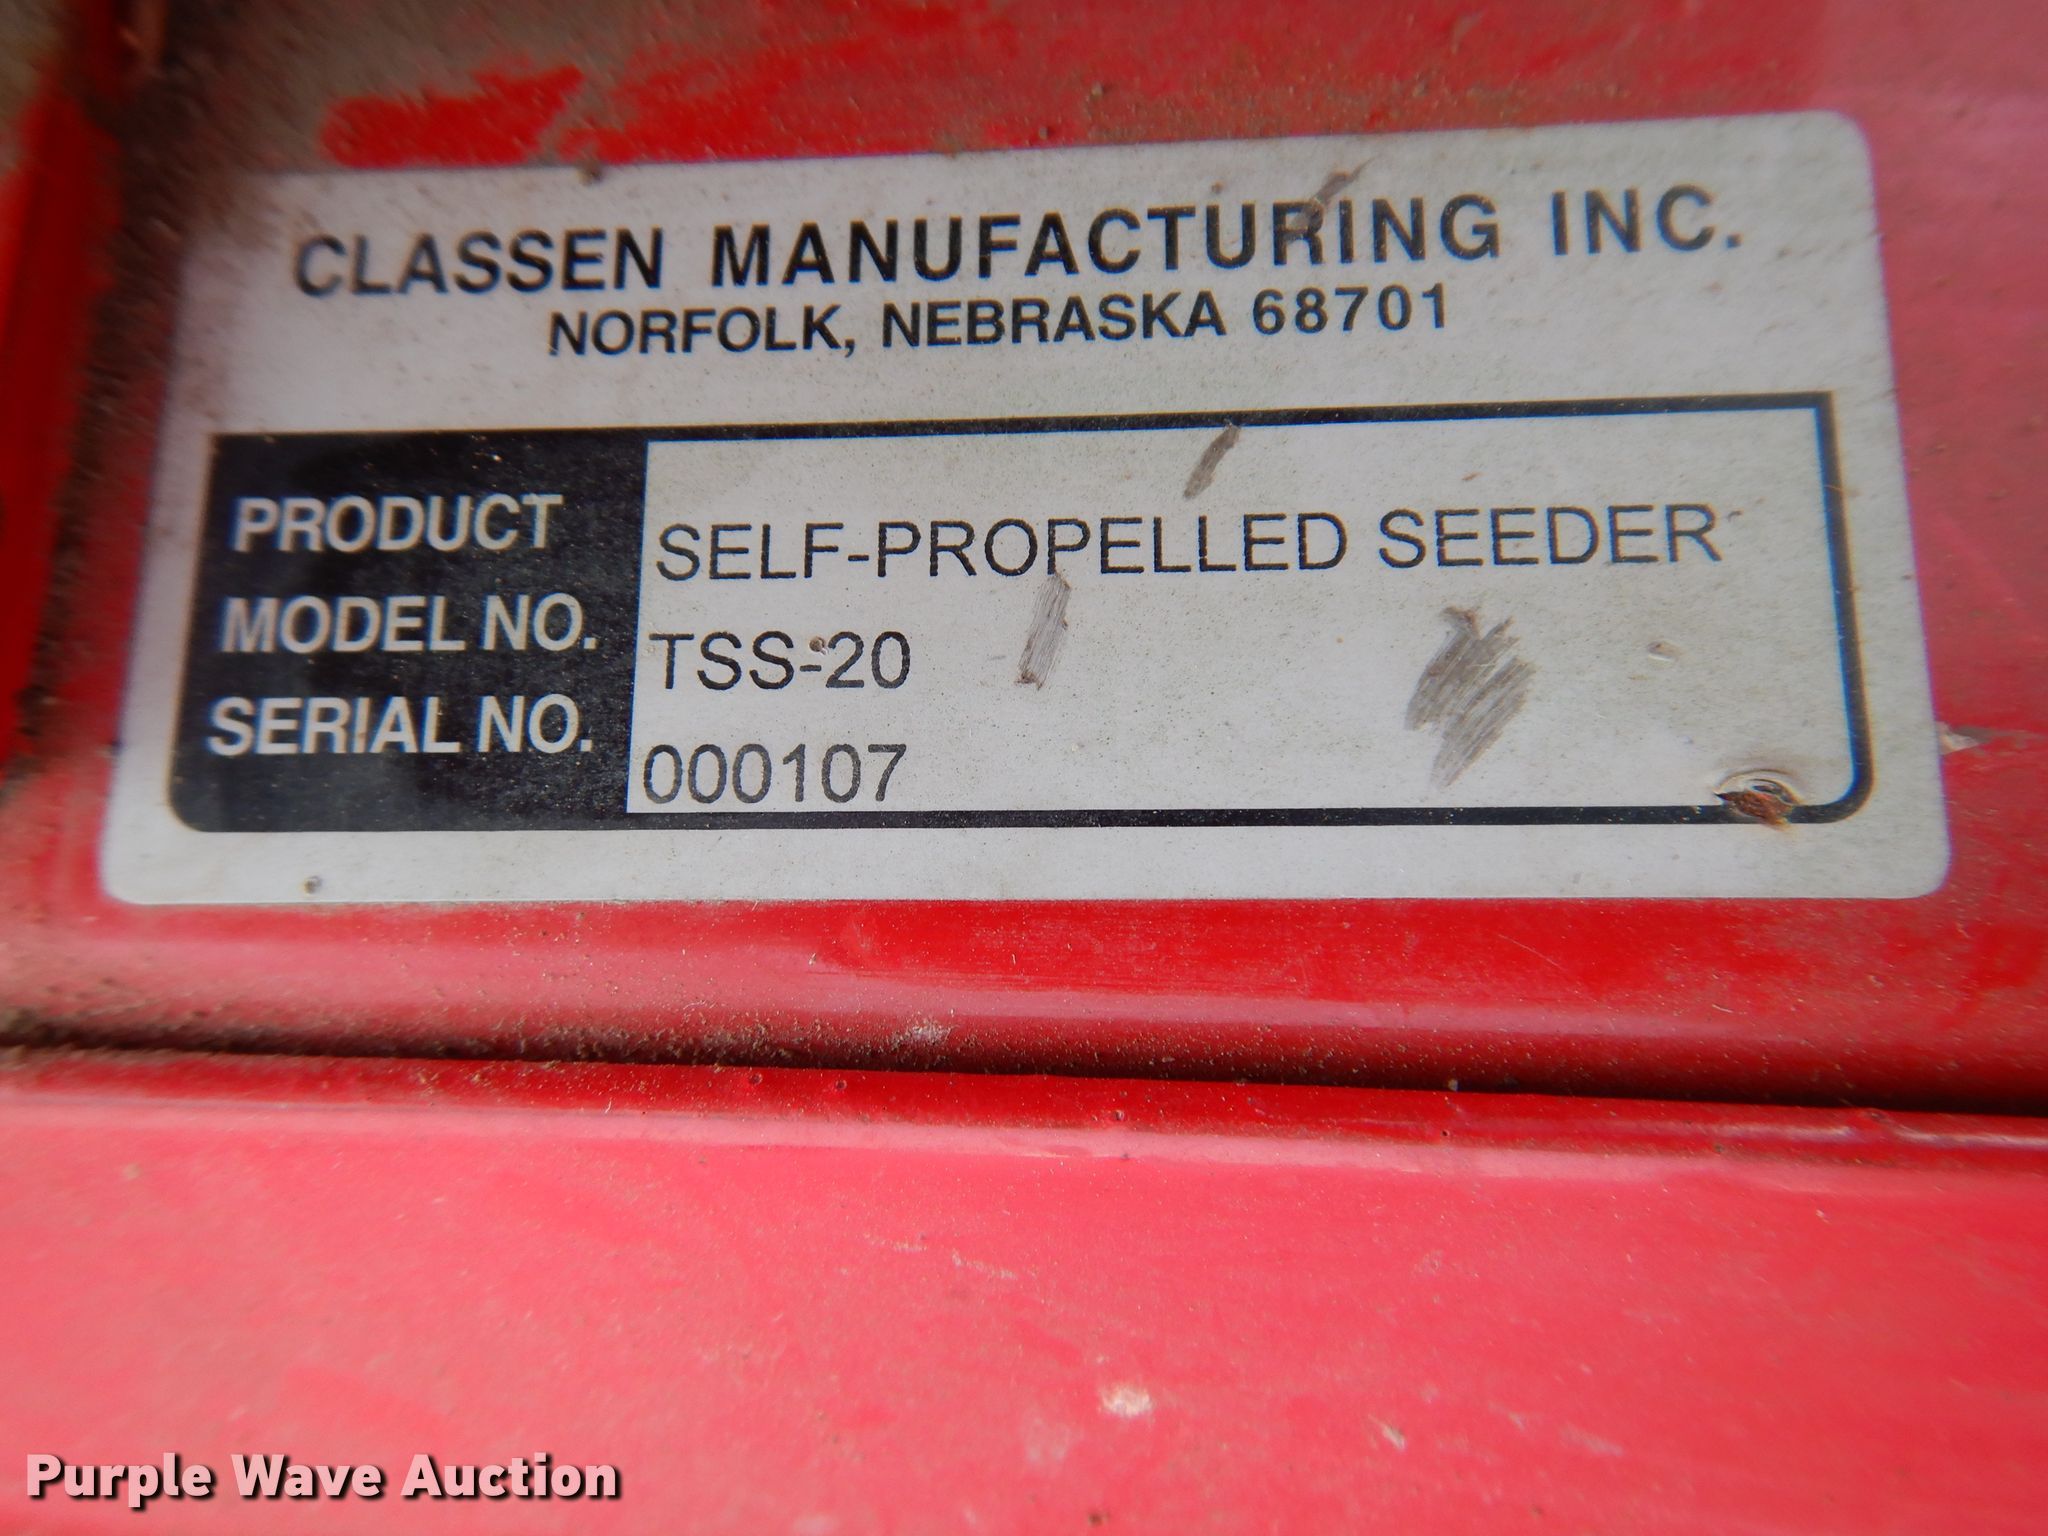 CLASSEN MANUFACTURING INC.
NORFOLK, NEBRASKA 68701
PRODUCT SELF-PROPELLED SEEDER
MODEL NO. TSS-20
SERIAL NO. 000107
Purple Wave Auction